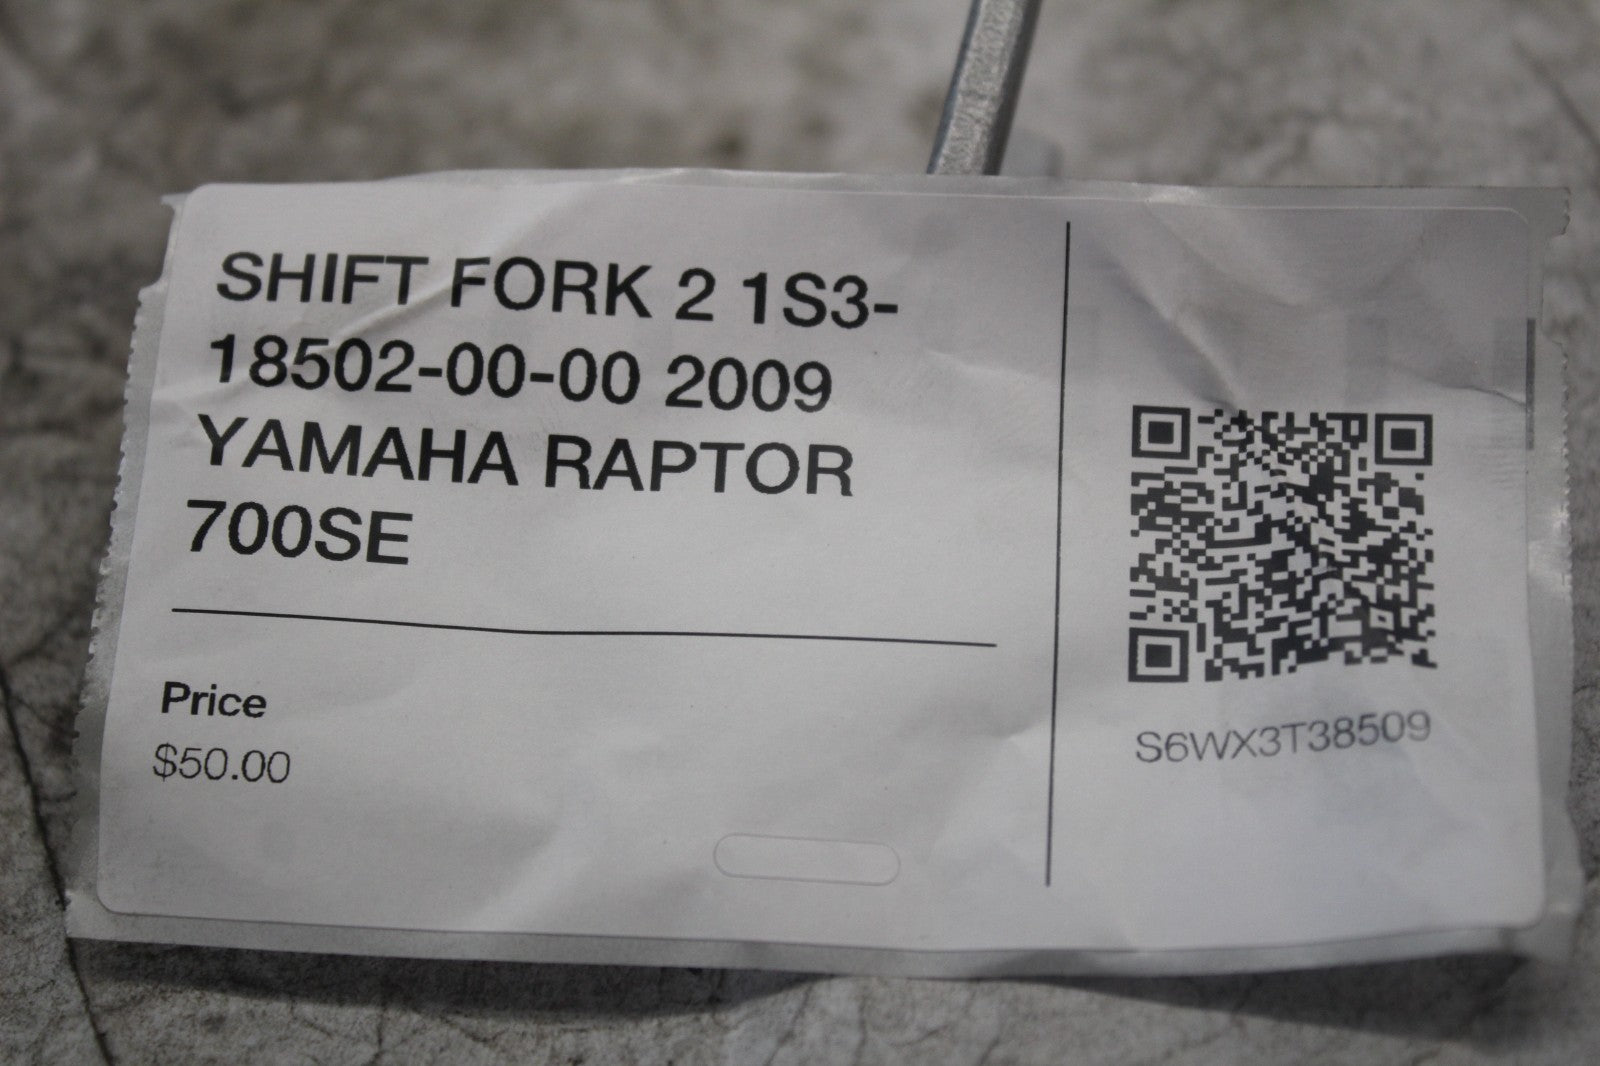 SHIFT FORK 2 1S3-
18502-00-00 2009
YAMAHA RAPTOR
700SE
Price
$50.00
S6WX3T38509